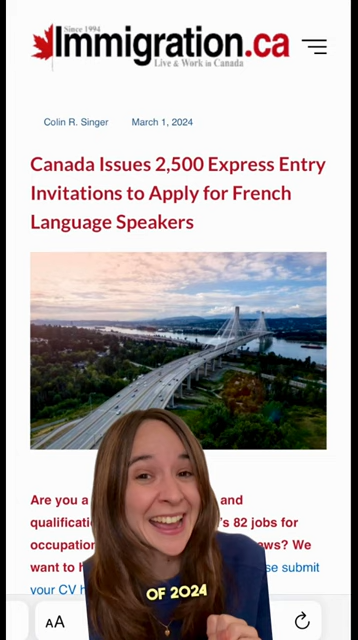 Since 1994
Immigration.ca
Live & Work in Canada
Colin R. Singer March 1, 2024
Canada Issues 2,500 Express Entry
Invitations to Apply for French
Language Speakers
Are you a and
qualificati 's 82 jobs for
occupation ews? We
want to h se submit
your CV h
OF 2024
AA